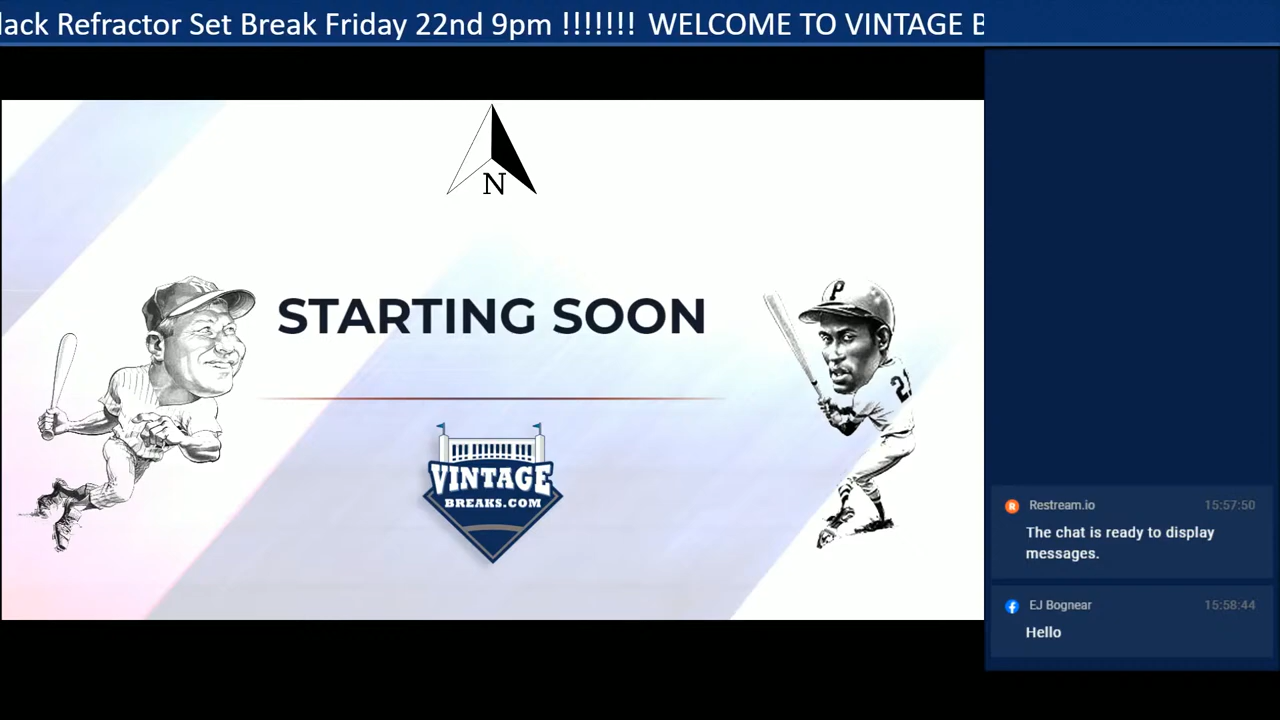 lack Refractor Set Break Friday 22nd 9pm !!!!!!! WELCOME TO VINTAGE B
N
STARTING SOON
P
VINTAGE
BREAKS.COM
Restream.io 15:57:50
The chat is ready to display
messages.
EJ Bognear 15:58:44
Hello